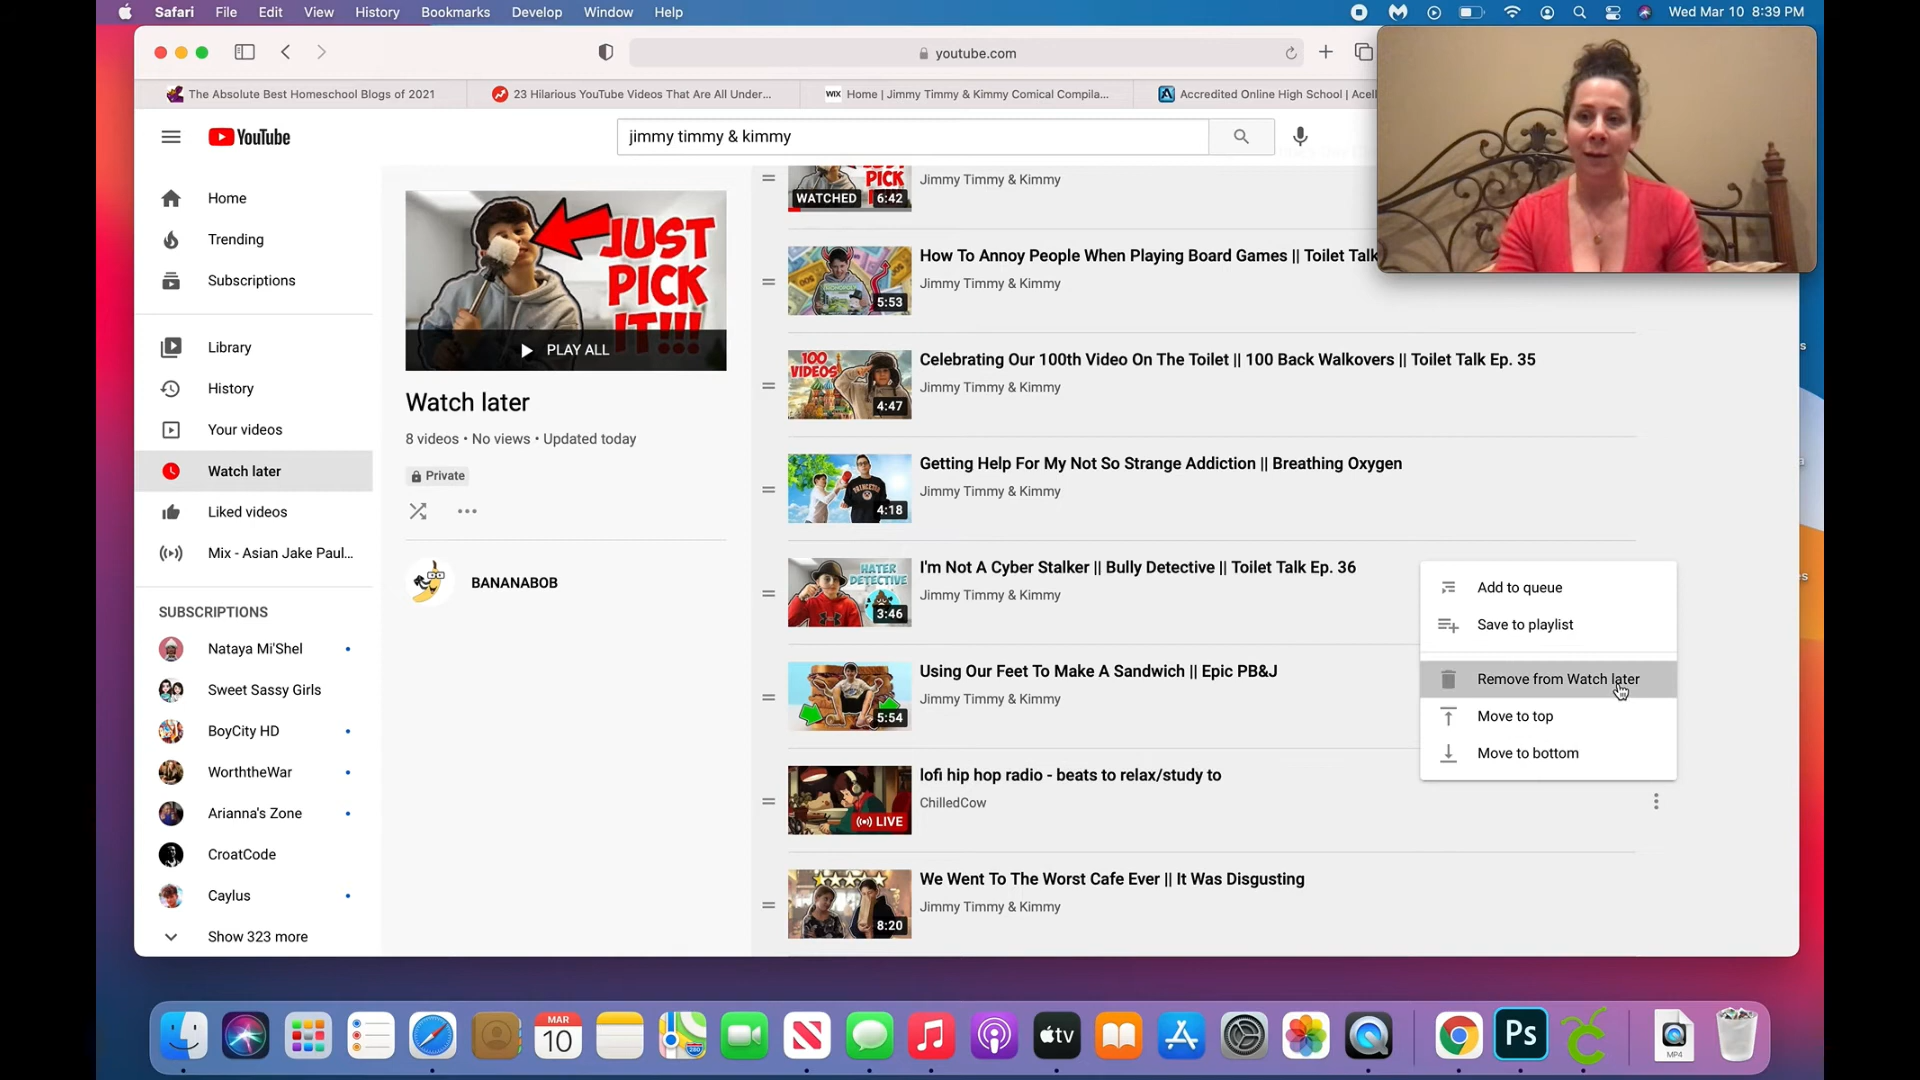 Safari File Edit View History Bookmarks Develop Window Help Wed Mar 10 8:39 PM
youtube.com
The Absolute Best Homeschool Blogs of 2021
23 Hilarious YouTube Videos That Are All Under...
WIX Home | Jimmy Timmy & Kimmy Comical Compila...
Accredited Online High School | Acell
YouTube
jimmy timmy & kimmy
Home
Trending
Subscriptions
Library
History
Your videos
Watch later
Liked videos
Mix - Asian Jake Paul...
SUBSCRIPTIONS
Nataya Mi'Shel
Sweet Sassy Girls
BoyCity HD
WorththeWar
Arianna's Zone
CroatCode
Caylus
Show 323 more
JUST
PICK
IT!!!
PLAY ALL
Watch later
8 videos • No views • Updated today
Private
BANANABOB
PICK
WATCHED 6:42
Jimmy Timmy & Kimmy
How To Annoy People When Playing Board Games || Toilet Talk
Jimmy Timmy & Kimmy
MONOPOLY
5:53
Celebrating Our 100th Video On The Toilet || 100 Back Walkovers || Toilet Talk Ep. 35
Jimmy Timmy & Kimmy
100
VIDEOS
4:47
Getting Help For My Not So Strange Addiction || Breathing Oxygen
Jimmy Timmy & Kimmy
PRINCETON
4:18
I'm Not A Cyber Stalker || Bully Detective || Toilet Talk Ep. 36
Jimmy Timmy & Kimmy
HATER
DETECTIVE
3:46
Using Our Feet To Make A Sandwich || Epic PB&J
Jimmy Timmy & Kimmy
5:54
lofi hip hop radio - beats to relax/study to
ChilledCow
LIVE
We Went To The Worst Cafe Ever || It Was Disgusting
Jimmy Timmy & Kimmy
8:20
Add to queue
Save to playlist
Remove from Watch later
Move to top
Move to bottom
MAR
10
280
tv
Ps
MP4